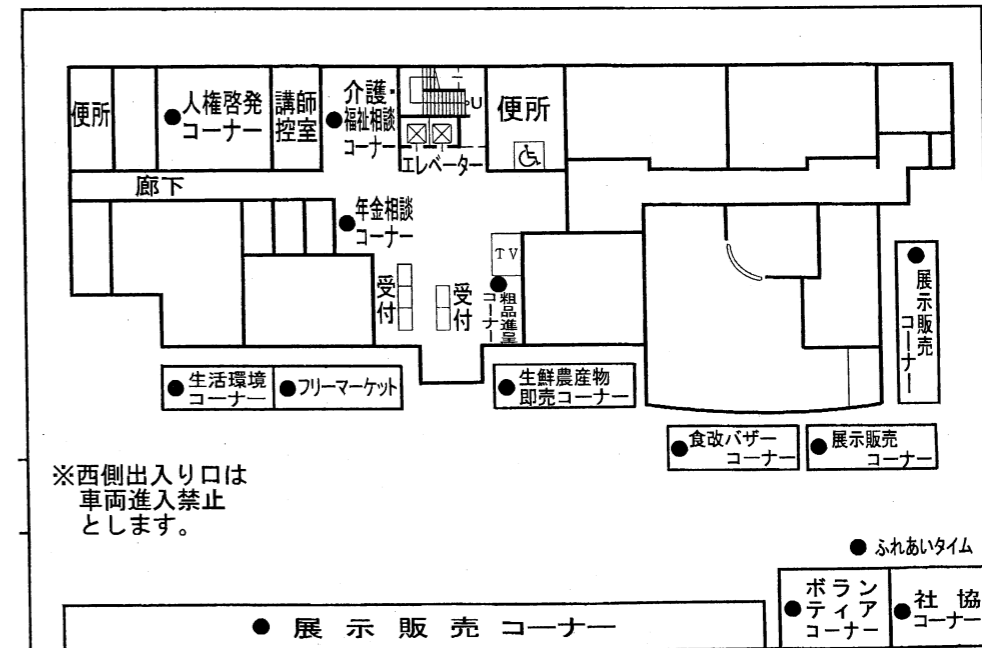 便所
人権啓発
コーナー
講師
控室
介護・
福祉相談
コーナー
エレベーター
U
便所
廊下
年金相談
コーナー
受付
受付
TV
粗品進呈
コーナー
展示販売
コーナー
生活環境
コーナー
フリーマーケット
生鮮農産物
即売コーナー
食改バザー
コーナー
展示販売
コーナー
※西側出入り口は
車両進入禁止
とします。
ふれあいタイム
ボラン
ティア
コーナー
社協
コーナー
展示販売コーナー